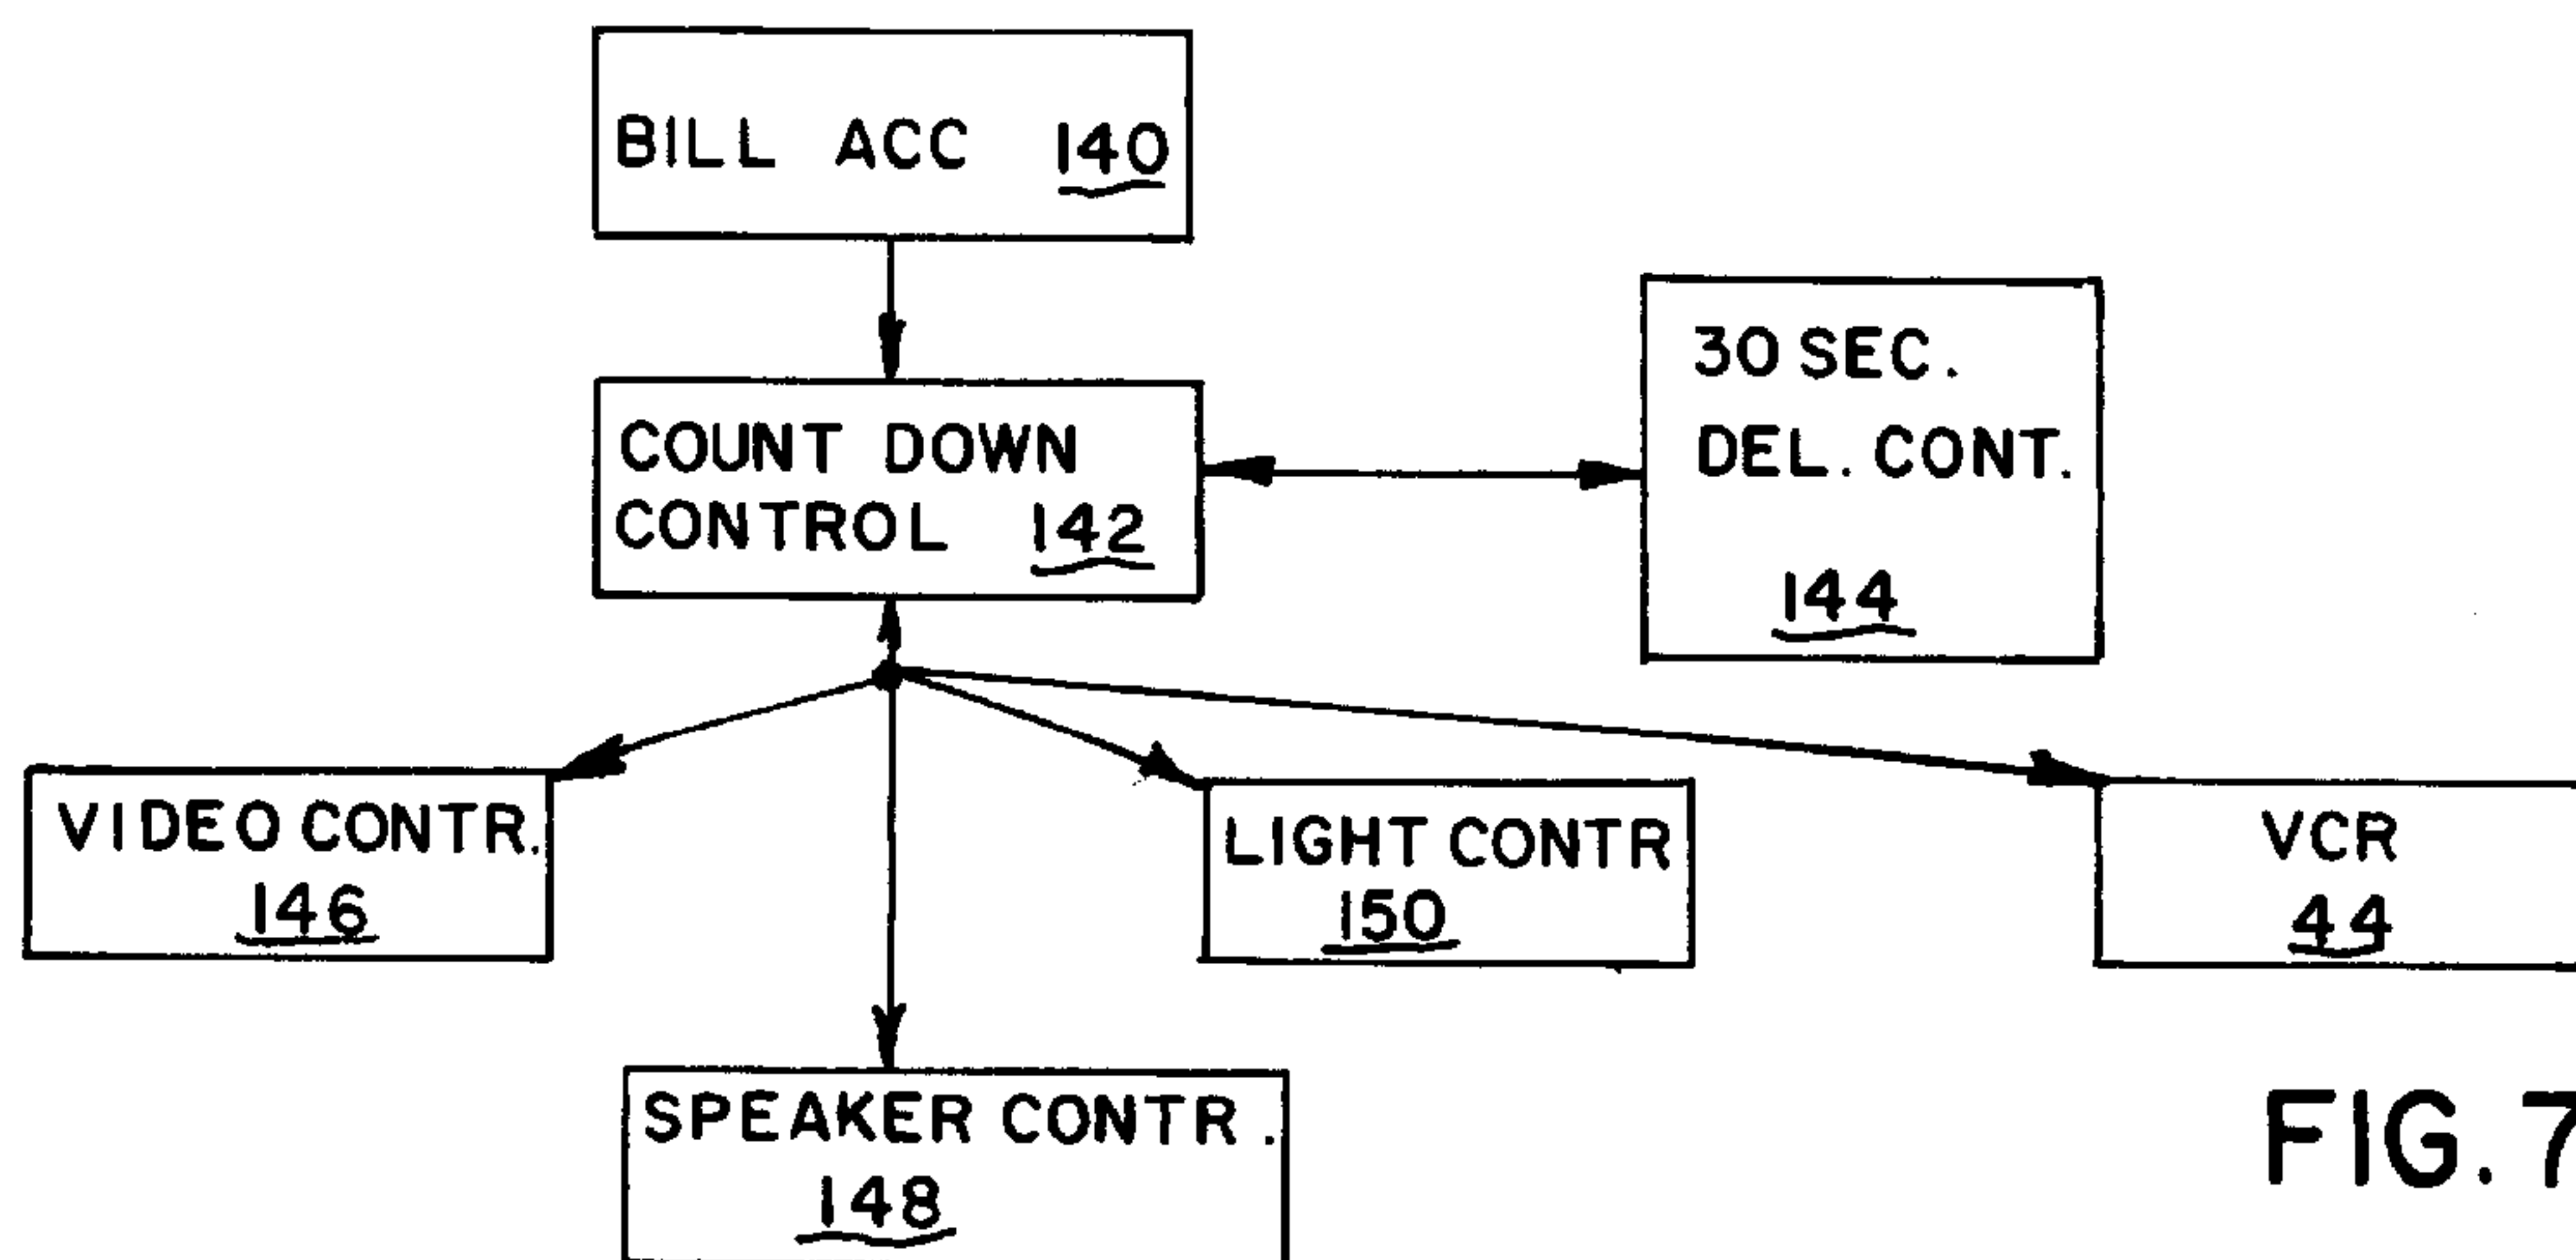 BILL ACC 140
COUNT DOWN
CONTROL 142
30 SEC.
DEL. CONT.
144
VIDEO CONTR.
146
LIGHT CONTR
150
VCR
44
SPEAKER CONTR.
148
FIG. 7